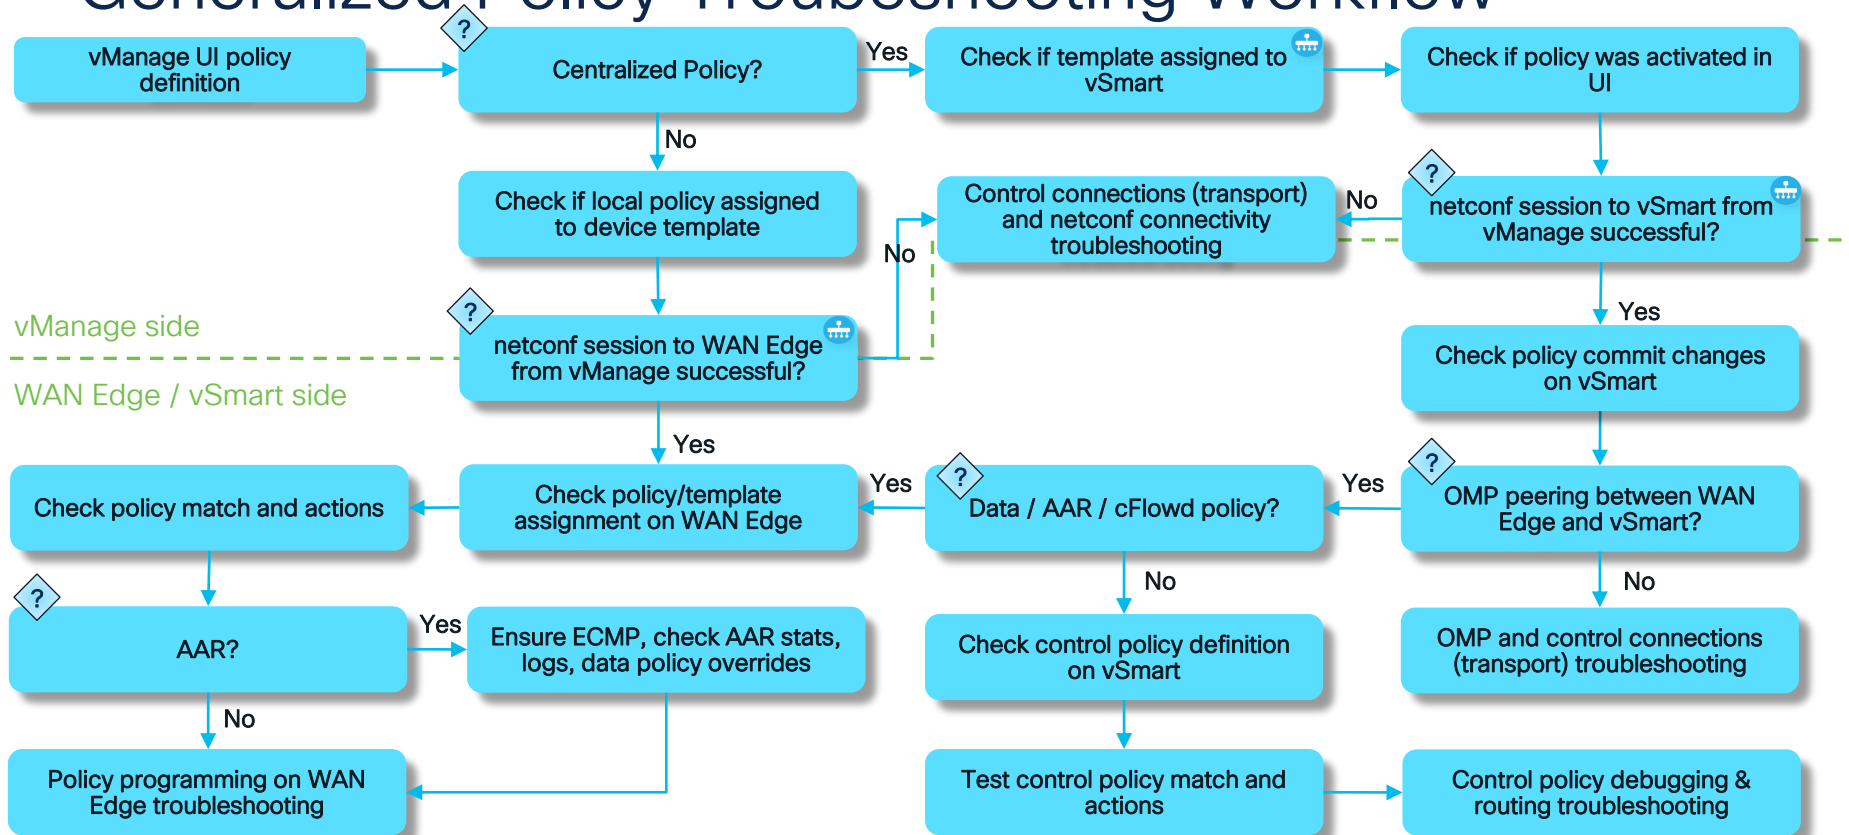 Generalized Policy Troubleshooting Workflow
?
vManage UI policy
definition
Centralized Policy?
Yes
Check if template assigned to
vSmart
Check if policy was activated in
UI
No
Check if local policy assigned
to device template
Control connections (transport)
and netconf connectivity
troubleshooting
No
?
netconf session to vSmart from
vManage successful?
No
vManage side
?
netconf session to WAN Edge
from vManage successful?
Yes
Check policy commit changes
on vSmart
WAN Edge / vSmart side
Yes
Check policy match and actions
Check policy/template
assignment on WAN Edge
Yes
?
Data / AAR / cFlowd policy?
Yes
?
OMP peering between WAN
Edge and vSmart?
No
No
?
AAR?
Yes
Ensure ECMP, check AAR stats,
logs, data policy overrides
Check control policy definition
on vSmart
OMP and control connections
(transport) troubleshooting
No
Policy programming on WAN
Edge troubleshooting
Test control policy match and
actions
Control policy debugging &
routing troubleshooting